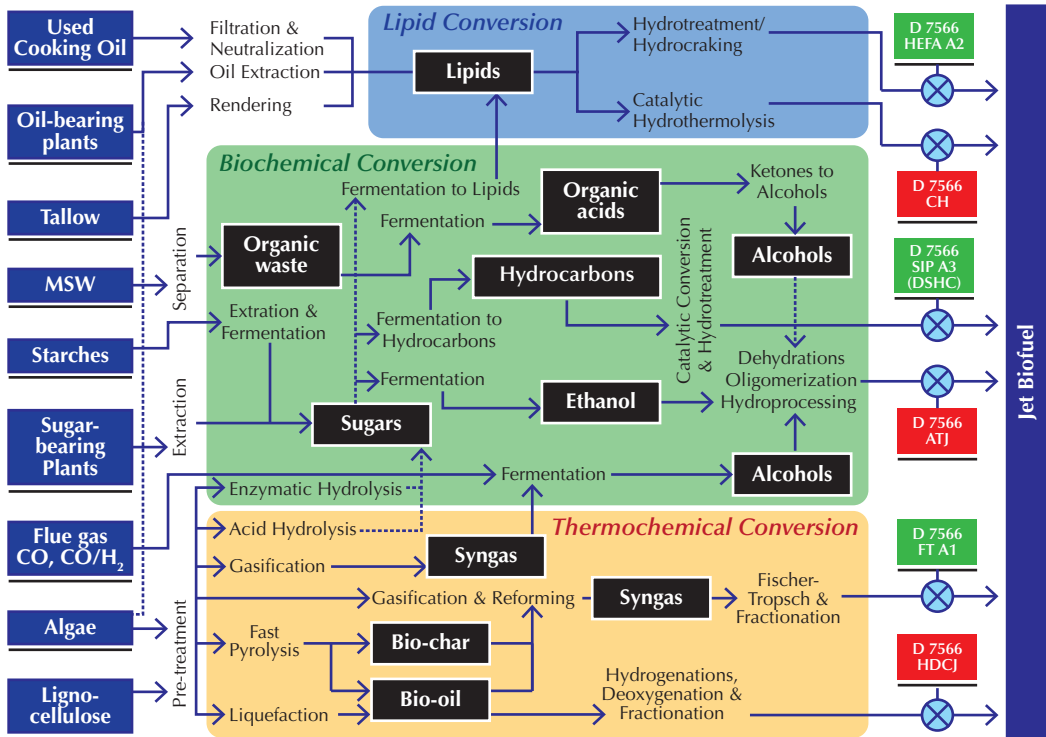 Used
Cooking Oil
Oil-bearing
plants
Tallow
MSW
Starches
Sugar-
bearing
Plants
Flue gas
CO, CO/H₂
Algae
Ligno-
cellulose
Filtration &
Neutralization
Oil Extraction
Rendering
Separation
Extraction
Pre-treatment
Lipid Conversion
Lipids
Hydrotreatment/
Hydrocraking
Catalytic
Hydrothermolysis
Biochemical Conversion
Fermentation to Lipids
Organic
waste
Fermentation
Organic
acids
Ketones to
Alcohols
Alcohols
Hydrocarbons
Extration &
Fermentation
Fermentation to
Hydrocarbons
Catalytic Conversion
& Hydrotreatment
Dehydrations
Oligomerization
Hydroprocessing
Fermentation
Ethanol
Sugars
Enzymatic Hydrolysis
Fermentation
Alcohols
Thermochemical Conversion
Acid Hydrolysis
Gasification
Syngas
Gasification & Reforming
Syngas
Fischer-
Tropsch &
Fractionation
Fast
Pyrolysis
Bio-char
Bio-oil
Liquefaction
Hydrogenations,
Deoxygenation &
Fractionation
D 7566
HEFA A2
D 7566
CH
D 7566
SIP A3
(DSHC)
D 7566
ATJ
D 7566
FT A1
D 7566
HDCJ
Jet Biofuel